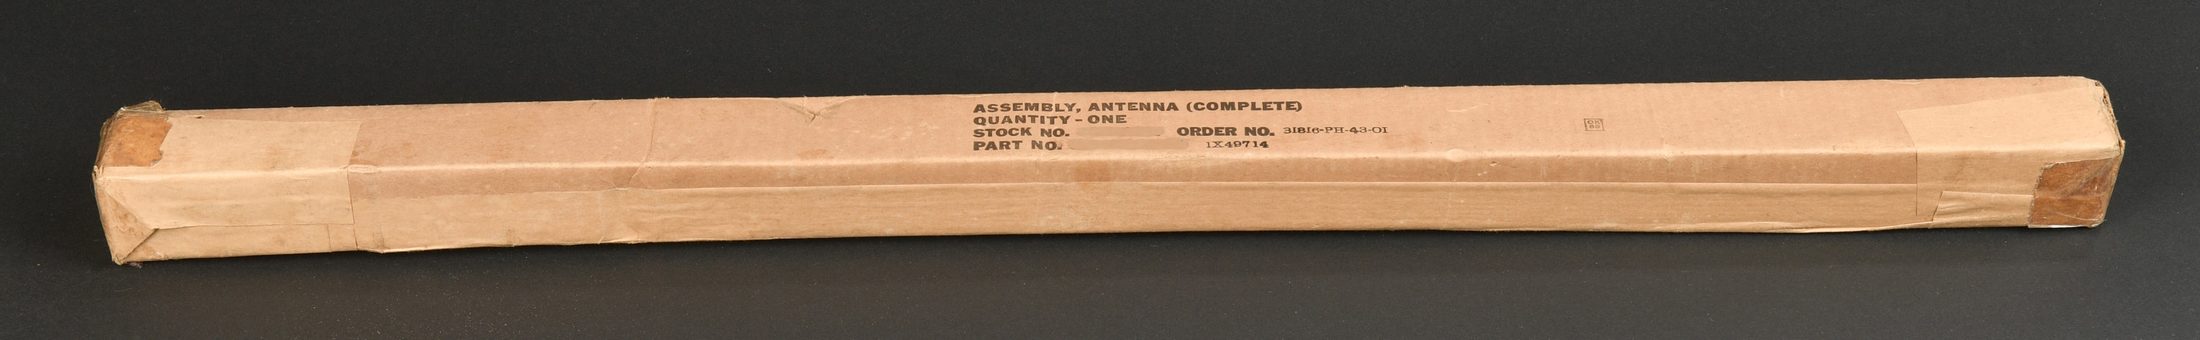 ASSEMBLY, ANTENNA (COMPLETE)
QUANTITY - ONE
STOCK NO. ORDER NO. 31816-PH-43-01
PART NO. 1X49714